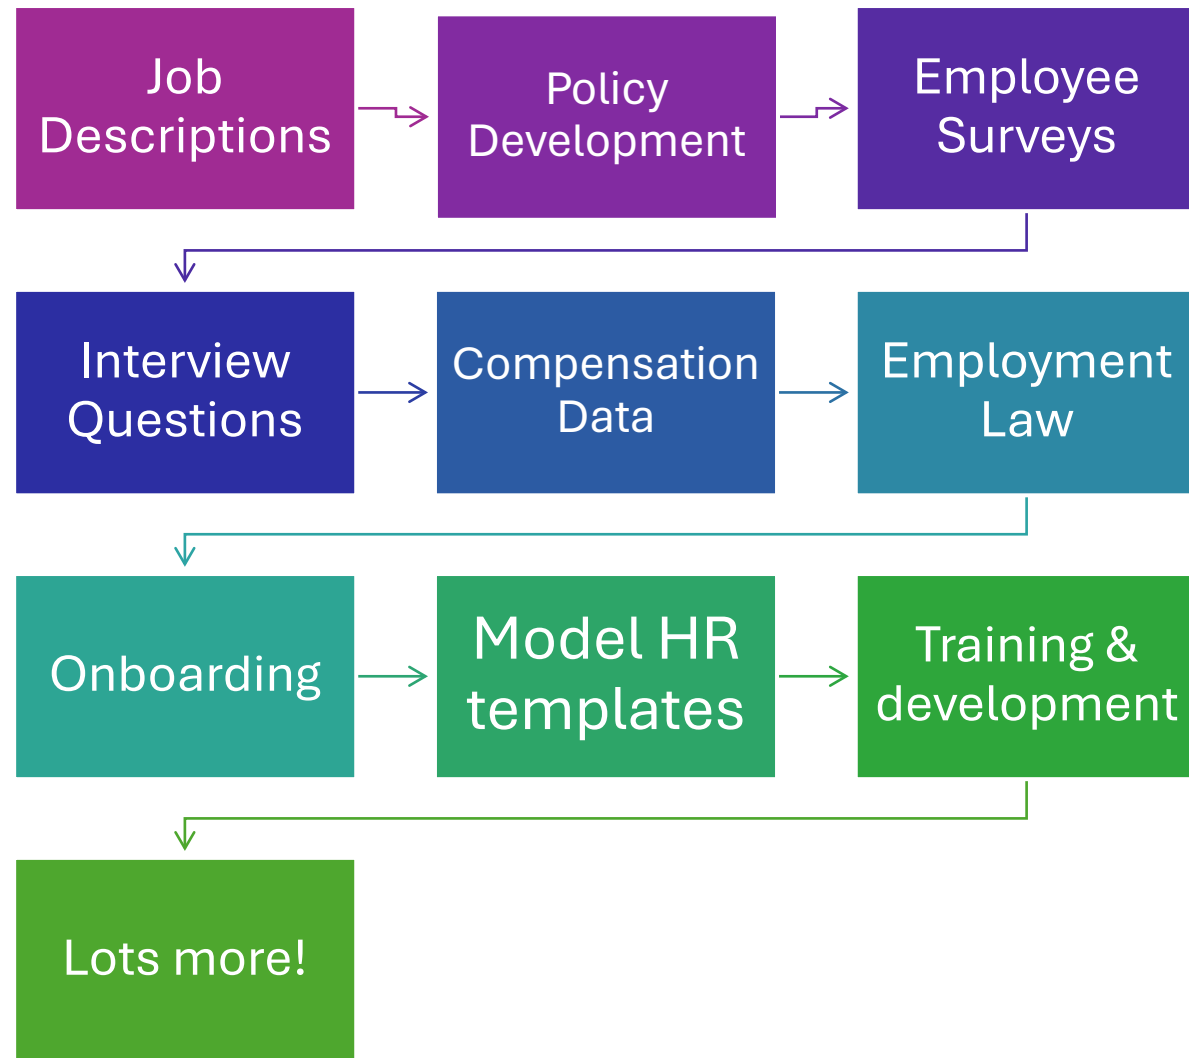 Job
Descriptions
Policy
Development
Employee
Surveys
Interview
Questions
Compensation
Data
Employment
Law
Onboarding
Model HR
templates
Training &
development
Lots more!